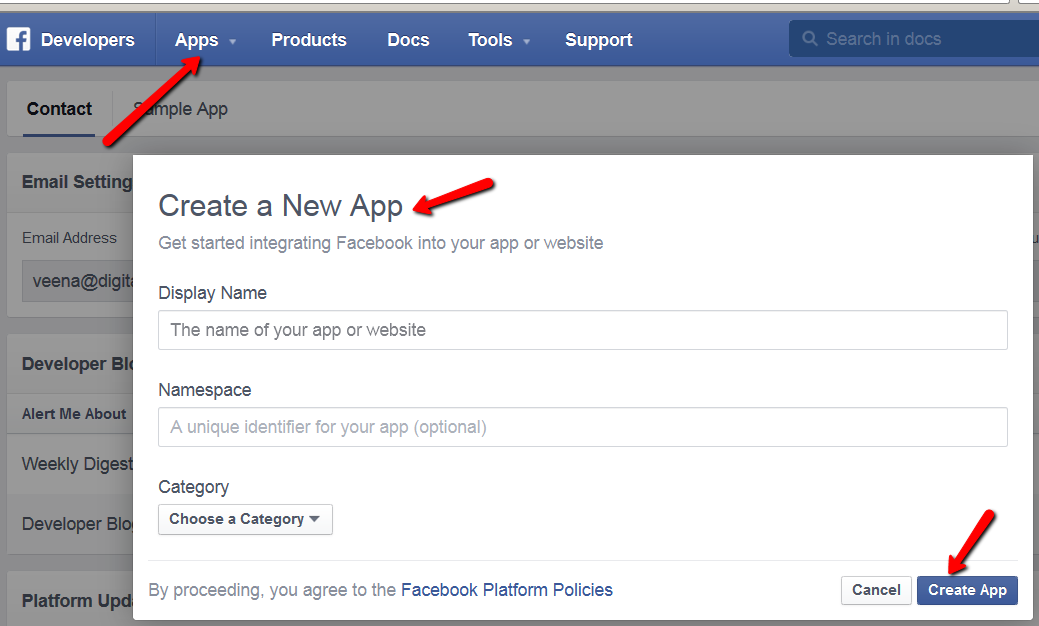 Developers Apps Products Docs Tools Support Search in docs
Contact Sample App
Email Setting
Email Address
veena@digita
Developer Blo
Alert Me About
Weekly Digest
Developer Blog
Platform Upda
Create a New App
Get started integrating Facebook into your app or website
Display Name
The name of your app or website
Namespace
A unique identifier for your app (optional)
Category
Choose a Category
By proceeding, you agree to the Facebook Platform Policies
Cancel Create App